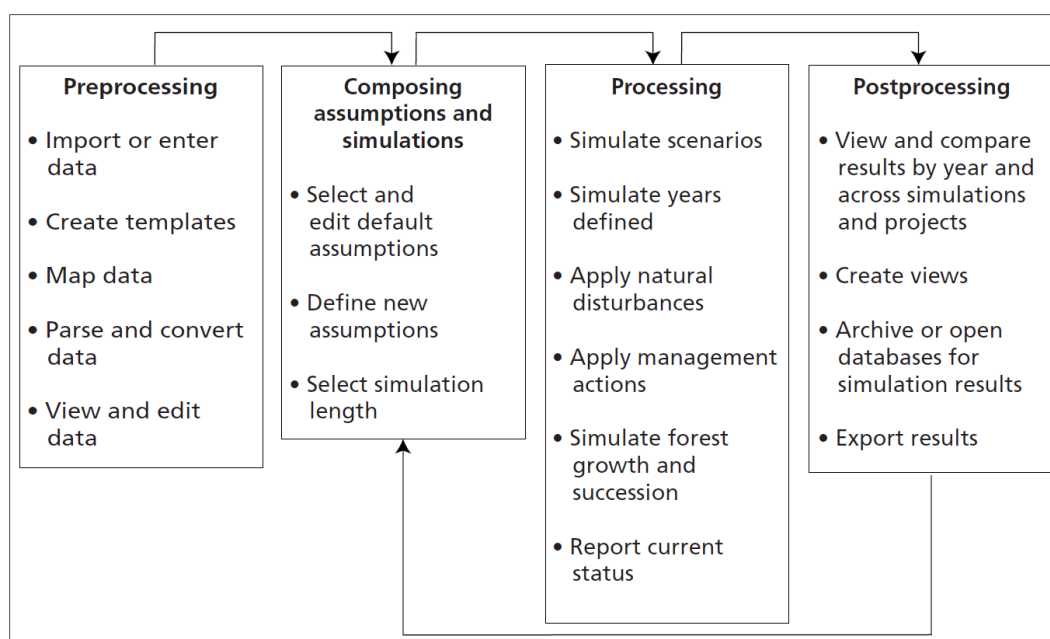 Preprocessing
• Import or enter
data
• Create templates
• Map data
• Parse and convert
data
• View and edit
data
Composing
assumptions and
simulations
• Select and
edit default
assumptions
• Define new
assumptions
• Select simulation
length
Processing
• Simulate scenarios
• Simulate years
defined
• Apply natural
disturbances
• Apply management
actions
• Simulate forest
growth and
succession
• Report current
status
Postprocessing
• View and compare
results by year and
across simulations
and projects
• Create views
• Archive or open
databases for
simulation results
• Export results